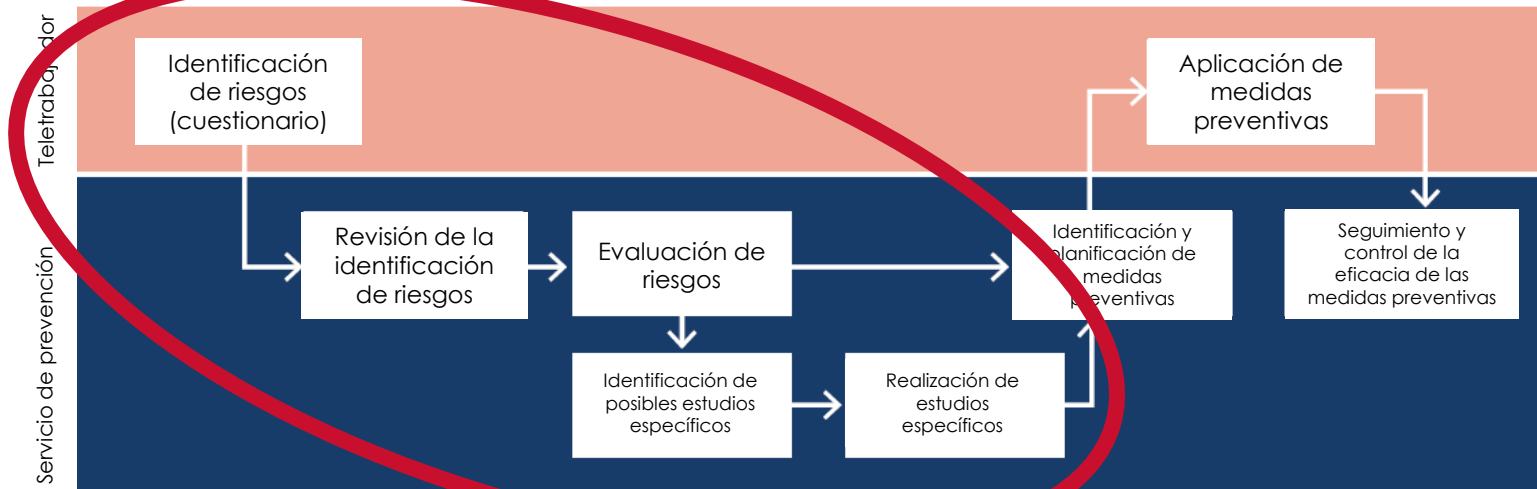 Teletrabajador
Identificación
de riesgos
(cuestionario)
Aplicación de
medidas
preventivas
Servicio de prevención
Revisión de la
identificación
de riesgos
Evaluación de
riesgos
Identificación y
planificación de
medidas
preventivas
Seguimiento y
control de la
eficacia de las
medidas preventivas
Identificación de
posibles estudios
específicos
Realización de
estudios
específicos